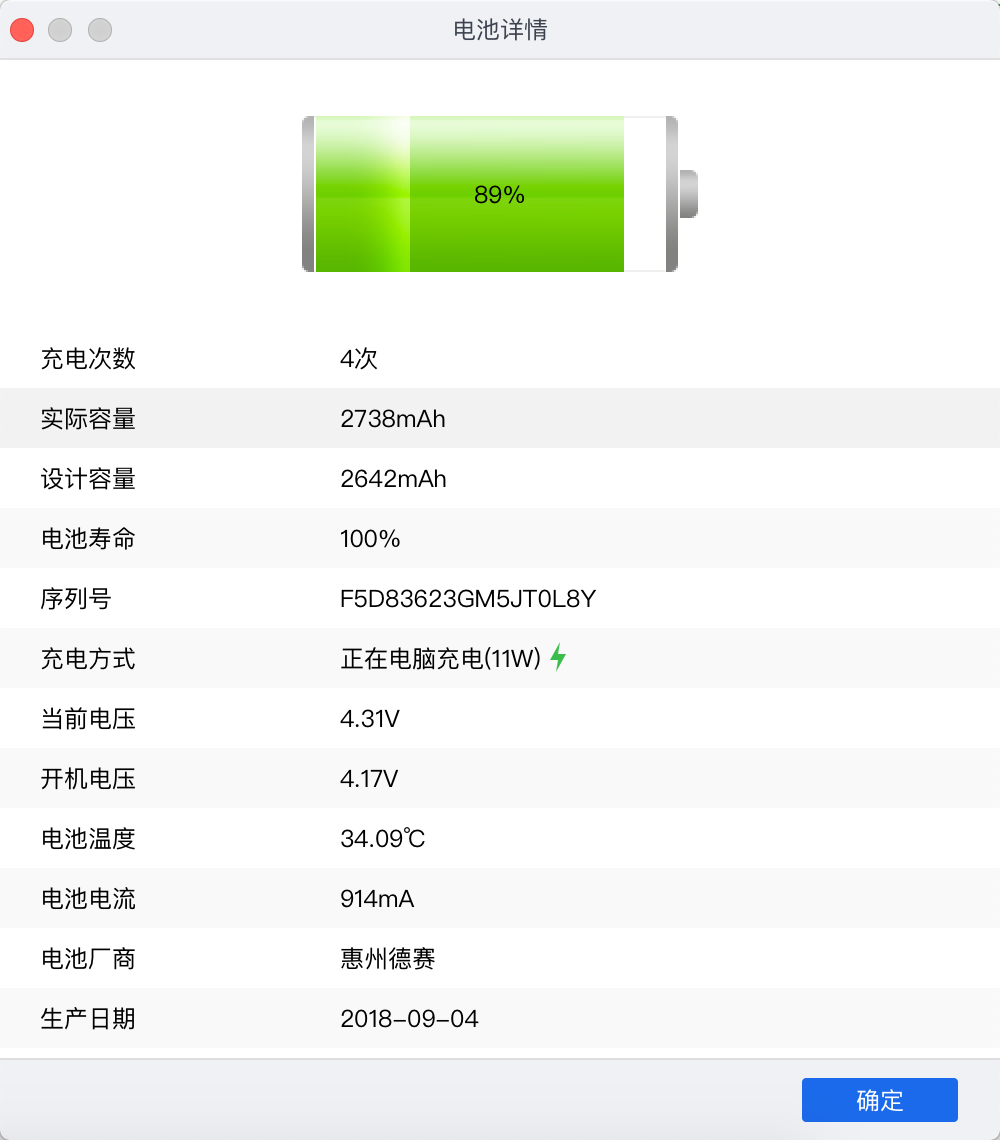 电池详情
89%
充电次数 4次
实际容量 2738mAh
设计容量 2642mAh
电池寿命 100%
序列号 F5D83623GM5JT0L8Y
充电方式 正在电脑充电(11W)
当前电压 4.31V
开机电压 4.17V
电池温度 34.09℃
电池电流 914mA
电池厂商 惠州德赛
生产日期 2018-09-04
确定